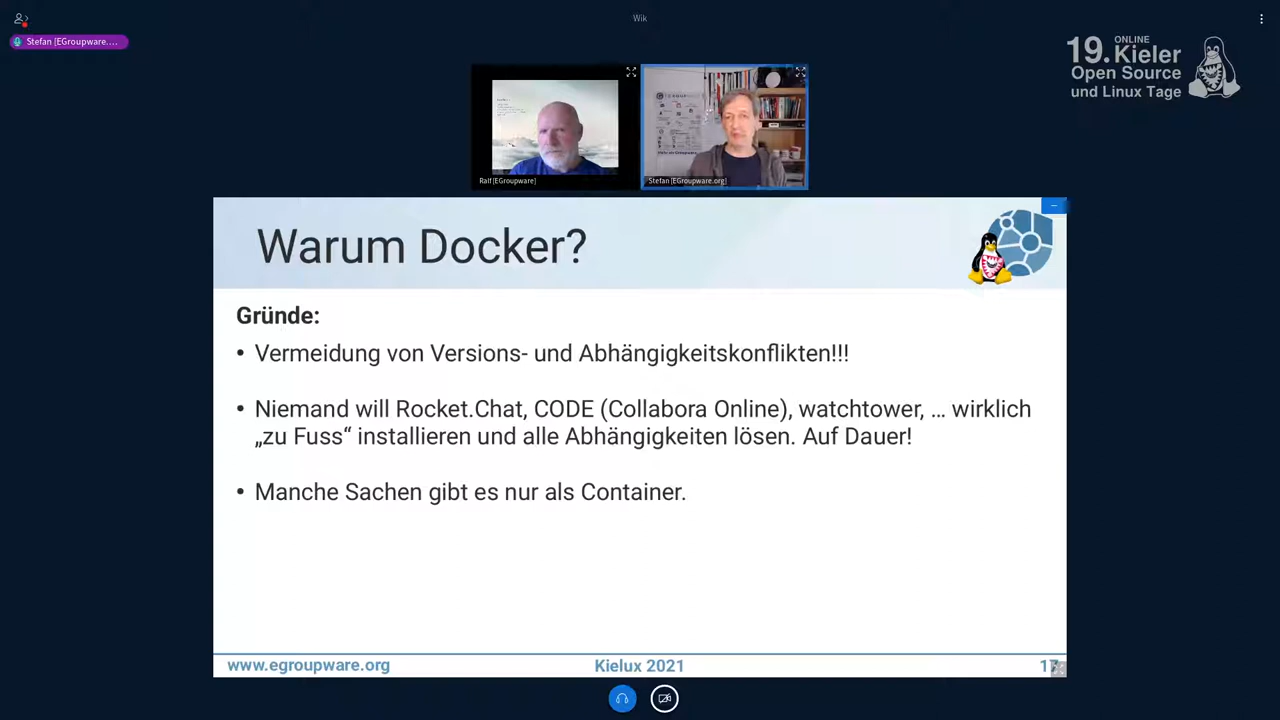 Wik
Stefan [EGroupware....
19. ONLINE
Kieler
Open Source
und Linux Tage
Ralf [EGroupware]
Stefan [EGroupware.org]
Warum Docker?
Gründe:
• Vermeidung von Versions- und Abhängigkeitskonflikten!!!
• Niemand will Rocket.Chat, CODE (Collabora Online), watchtower, … wirklich
„zu Fuss“ installieren und alle Abhängigkeiten lösen. Auf Dauer!
• Manche Sachen gibt es nur als Container.
www.egroupware.org
Kielux 2021